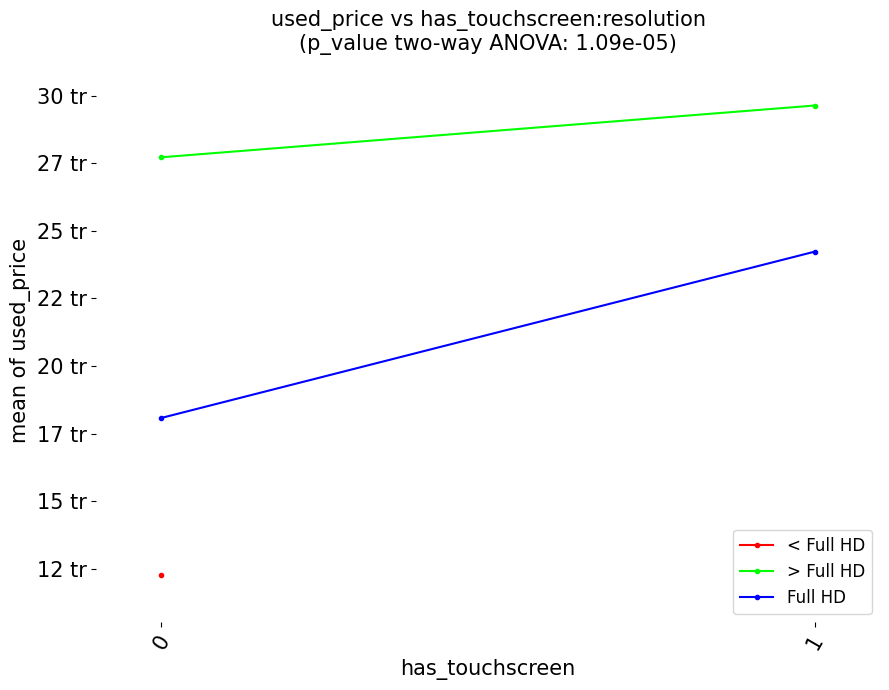 used_price vs has_touchscreen:resolution
(p_value two-way ANOVA: 1.09e-05)
30 tr
27 tr
25 tr
22 tr
20 tr
17 tr
15 tr
12 tr
mean of used_price
< Full HD
> Full HD
Full HD
0
1
has_touchscreen